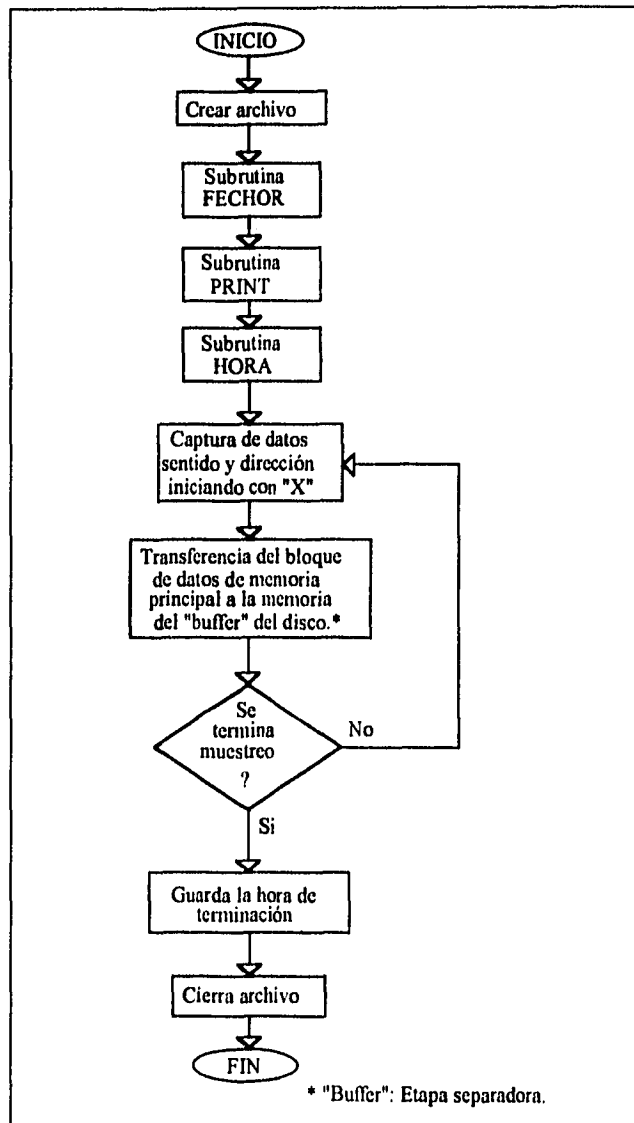 INICIO
Crear archivo
Subrutina
FECHOR
Subrutina
PRINT
Subrutina
HORA
Captura de datos
sentido y dirección
iniciando con "X"
Transferencia del bloque
de datos de memoria
principal a la memoria
del "buffer" del disco.*
Se
termina
muestreo
?
No
Si
Guarda la hora de
terminación
Cierra archivo
FIN
* "Buffer": Etapa separadora.